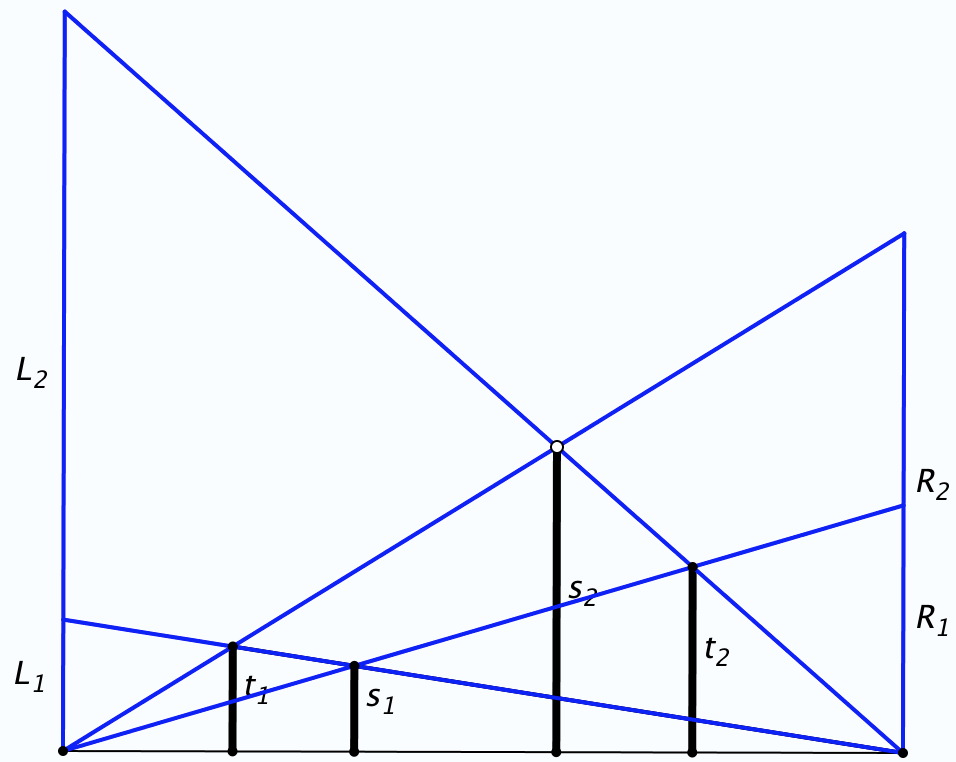 L₂
R₂
s₂
R₁
t₂
L₁
t₁
s₁